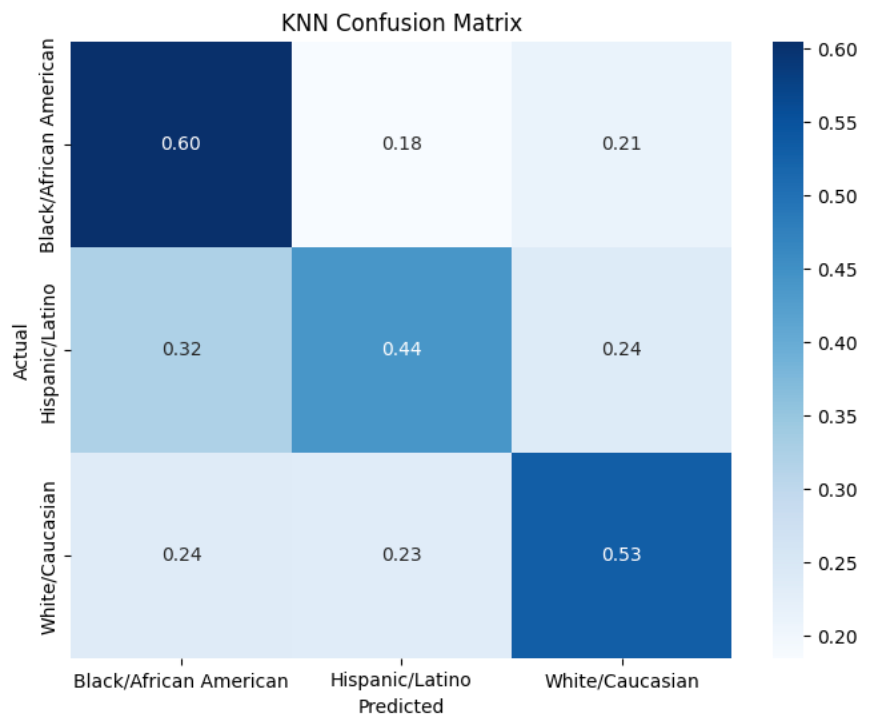 KNN Confusion Matrix
Actual
Black/African American
Hispanic/Latino
White/Caucasian
0.60 0.18 0.21
0.32 0.44 0.24
0.24 0.23 0.53
Black/African American Hispanic/Latino White/Caucasian
Predicted
0.60
0.55
0.50
0.45
0.40
0.35
0.30
0.25
0.20